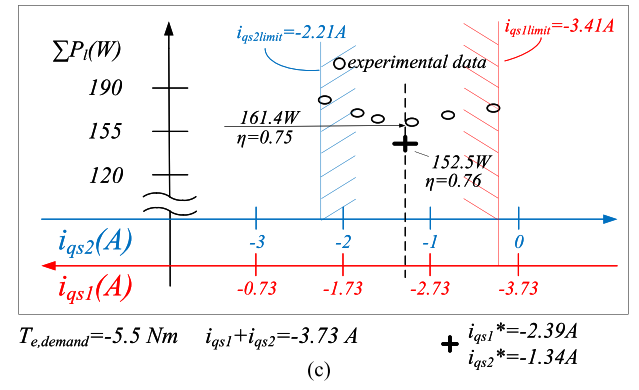 i_qs2limit=-2.21A
i_qs1limit=-3.41A
∑P_l(W)
experimental data
190
161.4W
η=0.75
155
152.5W
η=0.76
120
i_qs2(A)
-3 -2 -1 0
i_qs1(A)
-0.73 -1.73 -2.73 -3.73
T_e,demand=-5.5 Nm i_qs1+i_qs2=-3.73 A
i_qs1*=-2.39A
i_qs2*=-1.34A
(c)